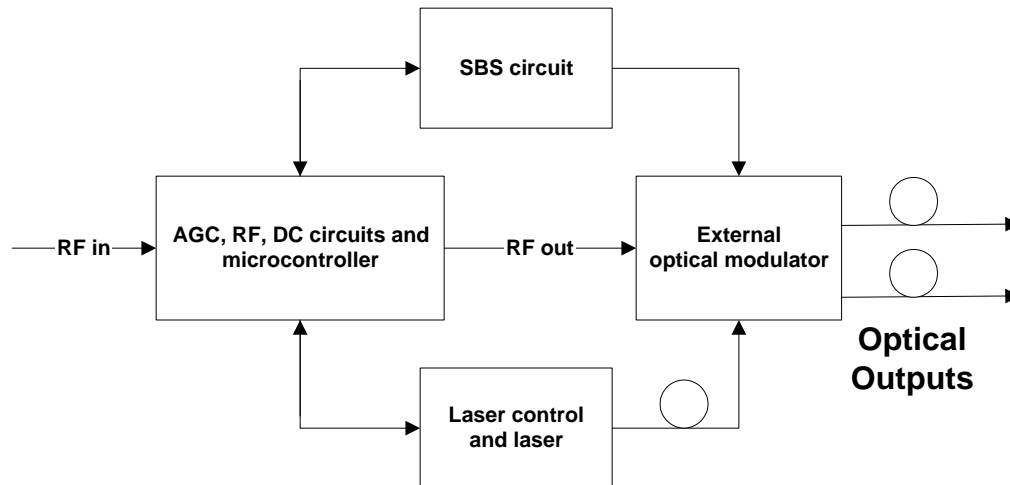 SBS circuit
RF in
AGC, RF, DC circuits and
microcontroller
RF out
External
optical modulator
Optical
Outputs
Laser control
and laser